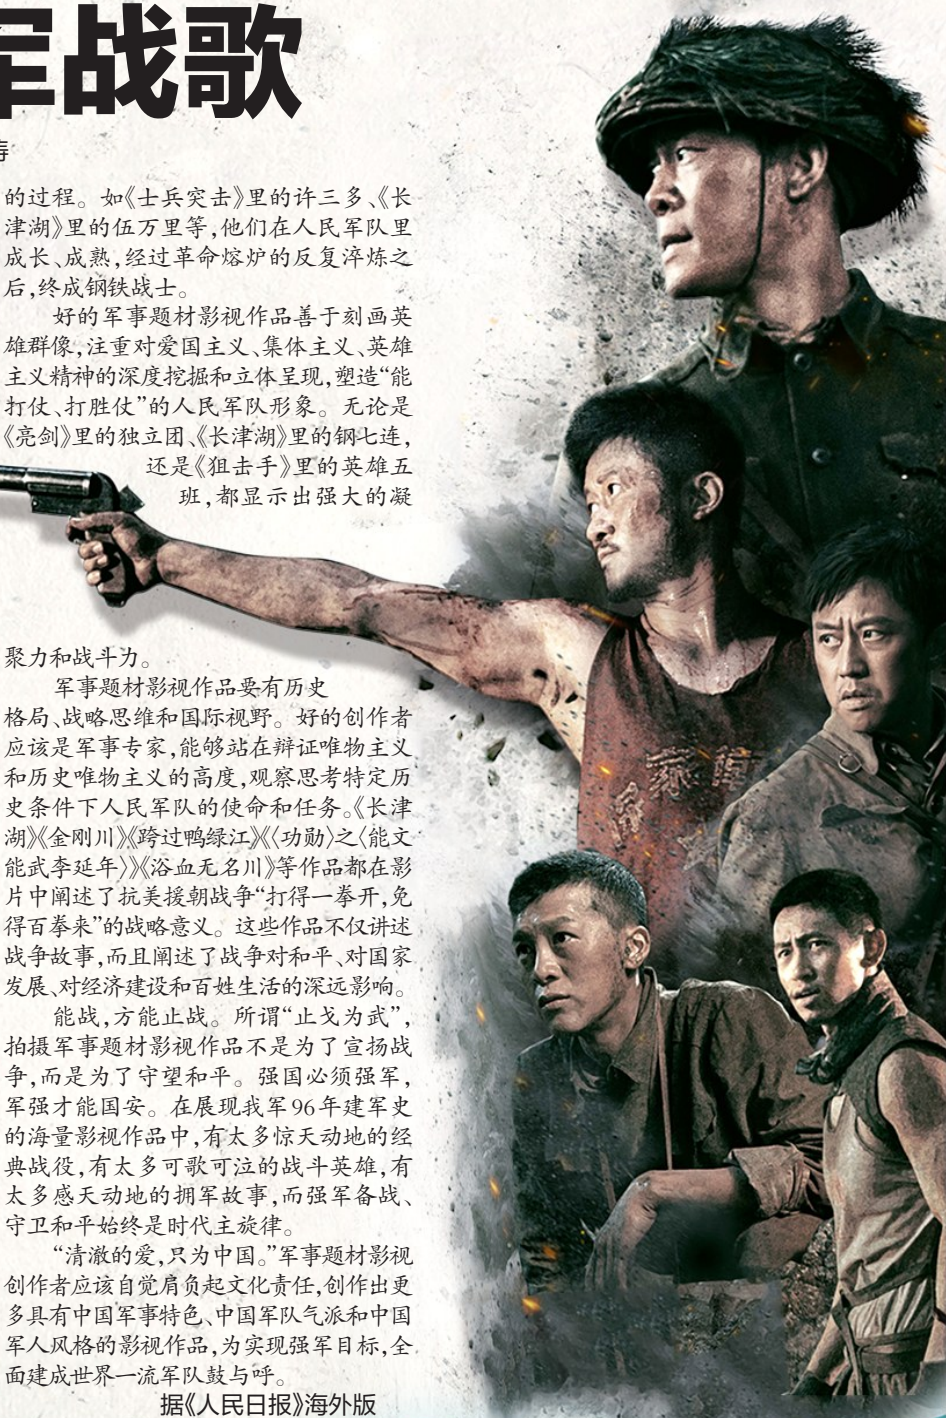 军战歌
的过程。如《士兵突击》里的许三多、《长
津湖》里的伍万里等,他们在人民军队里
成长、成熟,经过革命熔炉的反复淬炼之
后,终成钢铁战士。
好的军事题材影视作品善于刻画英
雄群像,注重对爱国主义、集体主义、英雄
主义精神的深度挖掘和立体呈现,塑造“能
打仗、打胜仗”的人民军队形象。无论是
《亮剑》里的独立团、《长津湖》里的钢七连,
还是《狙击手》里的英雄五
班,都显示出强大的凝
聚力和战斗力。
军事题材影视作品要有历史
格局、战略思维和国际视野。好的创作者
应该是军事专家,能够站在辩证唯物主义
和历史唯物主义的高度,观察思考特定历
史条件下人民军队的使命和任务。《长津
湖》《金刚川》《跨过鸭绿江》《〈功勋〉之〈能文
能武李延年〉》《浴血无名川》等作品都在影
片中阐述了抗美援朝战争“打得一拳开,免
得百拳来”的战略意义。这些作品不仅讲述
战争故事,而且阐述了战争对和平、对国家
发展、对经济建设和百姓生活的深远影响。
能战,方能止战。所谓“止戈为武”,
拍摄军事题材影视作品不是为了宣扬战
争,而是为了守望和平。强国必须强军,
军强才能国安。在展现我军96年建军史
的海量影视作品中,有太多惊天动地的经
典战役,有太多可歌可泣的战斗英雄,有
太多感天动地的拥军故事,而强军备战、
守卫和平始终是时代主旋律。
“清澈的爱,只为中国。”军事题材影视
创作者应该自觉肩负起文化责任,创作出更
多具有中国军事特色、中国军队气派和中国
军人风格的影视作品,为实现强军目标,全
面建成世界一流军队鼓与呼。
据《人民日报》海外版